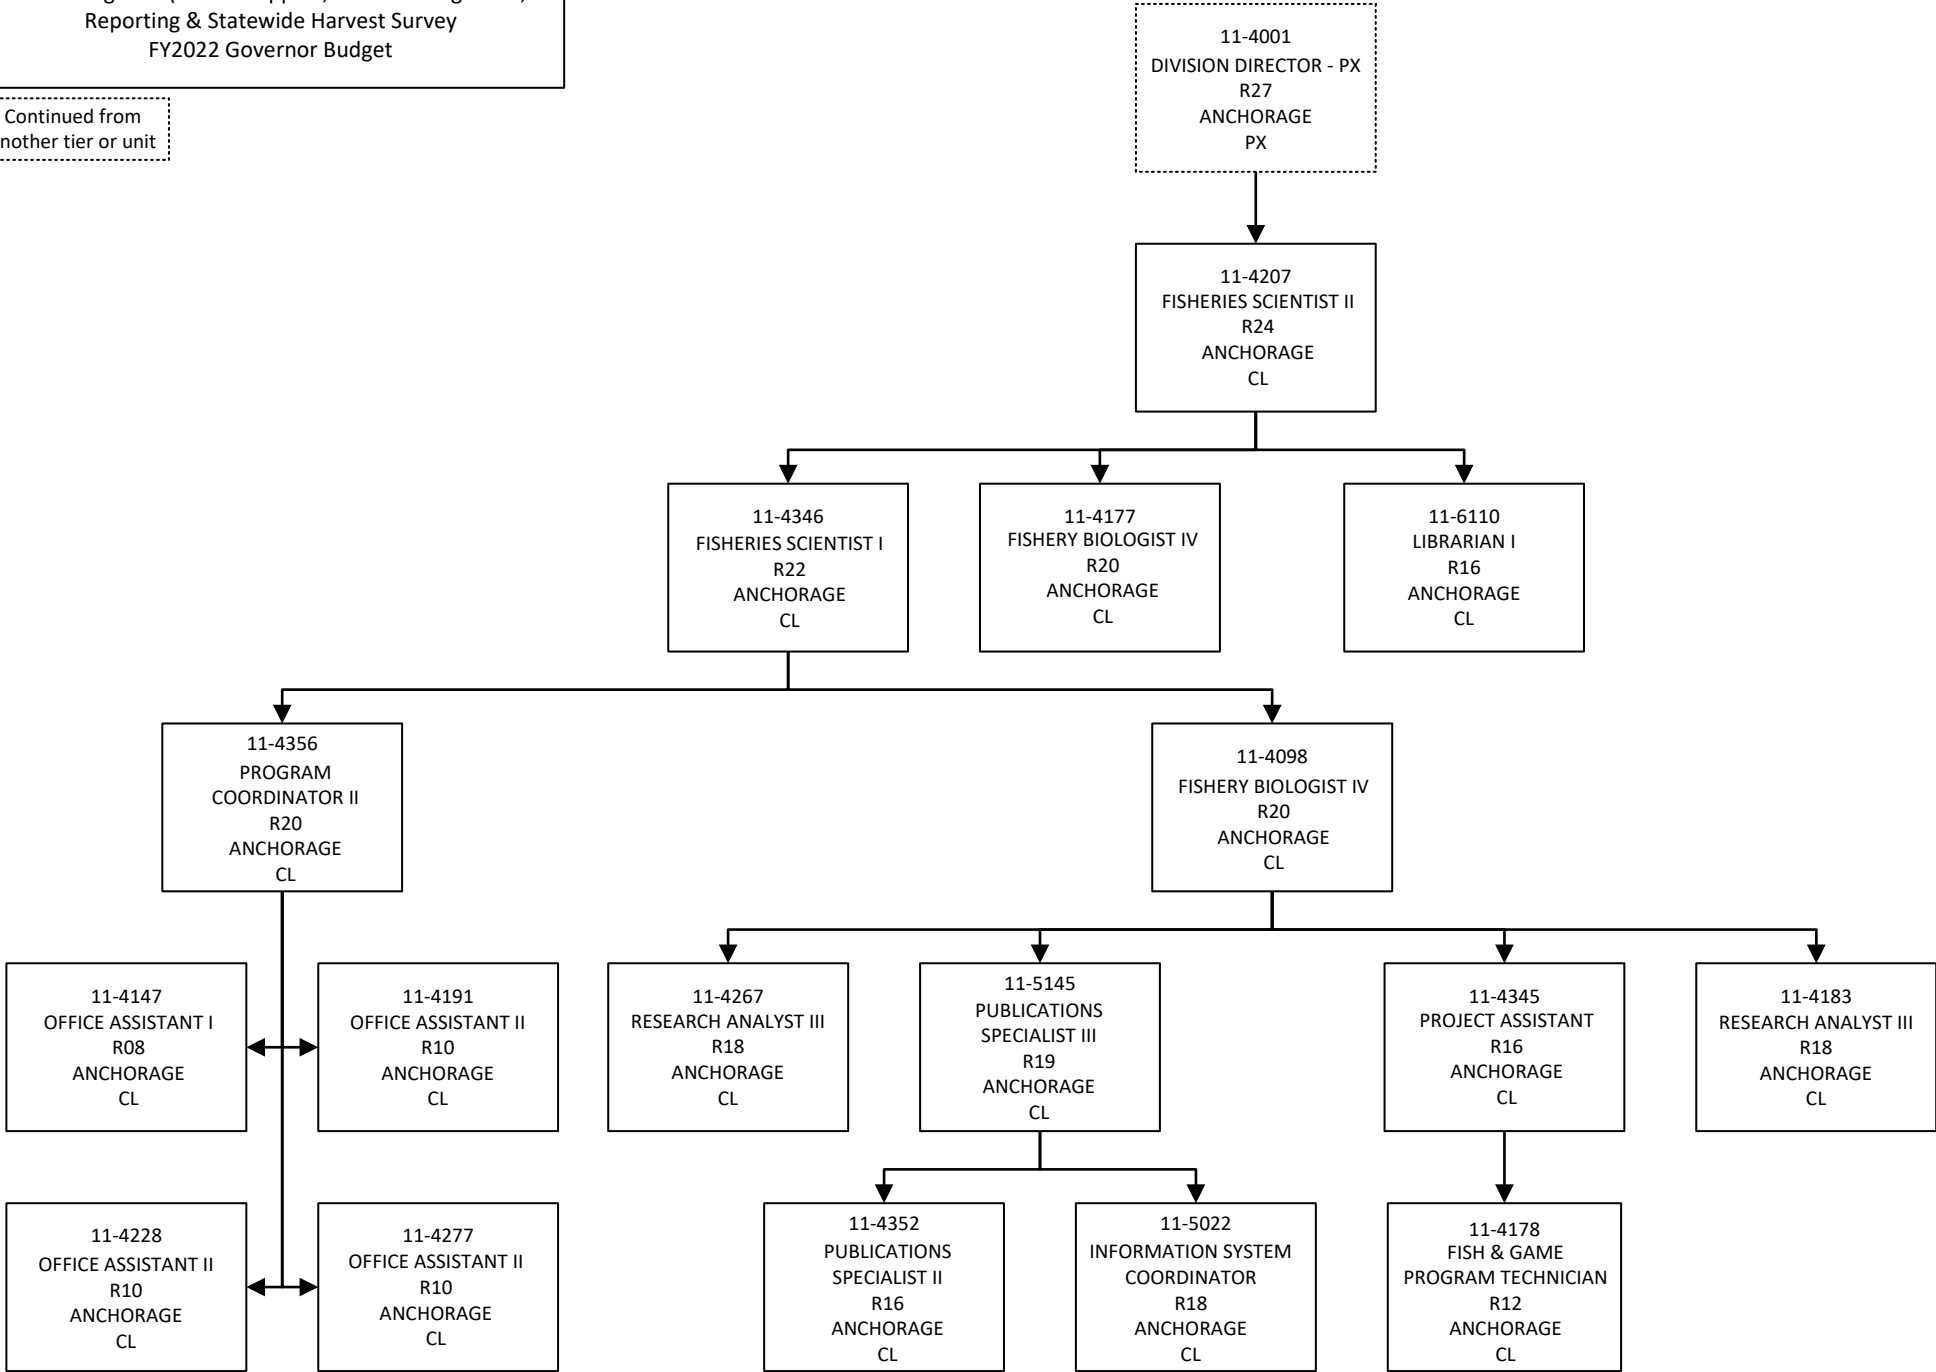 Reporting & Statewide Harvest Survey
FY2022 Governor Budget
Continued from
another tier or unit
11-4001
DIVISION DIRECTOR - PX
R27
ANCHORAGE
PX
11-4207
FISHERIES SCIENTIST II
R24
ANCHORAGE
CL
11-4346
FISHERIES SCIENTIST I
R22
ANCHORAGE
CL
11-4177
FISHERY BIOLOGIST IV
R20
ANCHORAGE
CL
11-6110
LIBRARIAN I
R16
ANCHORAGE
CL
11-4356
PROGRAM
COORDINATOR II
R20
ANCHORAGE
CL
11-4098
FISHERY BIOLOGIST IV
R20
ANCHORAGE
CL
11-4147
OFFICE ASSISTANT I
R08
ANCHORAGE
CL
11-4191
OFFICE ASSISTANT II
R10
ANCHORAGE
CL
11-4267
RESEARCH ANALYST III
R18
ANCHORAGE
CL
11-5145
PUBLICATIONS
SPECIALIST III
R19
ANCHORAGE
CL
11-4345
PROJECT ASSISTANT
R16
ANCHORAGE
CL
11-4183
RESEARCH ANALYST III
R18
ANCHORAGE
CL
11-4228
OFFICE ASSISTANT II
R10
ANCHORAGE
CL
11-4277
OFFICE ASSISTANT II
R10
ANCHORAGE
CL
11-4352
PUBLICATIONS
SPECIALIST II
R16
ANCHORAGE
CL
11-5022
INFORMATION SYSTEM
COORDINATOR
R18
ANCHORAGE
CL
11-4178
FISH & GAME
PROGRAM TECHNICIAN
R12
ANCHORAGE
CL